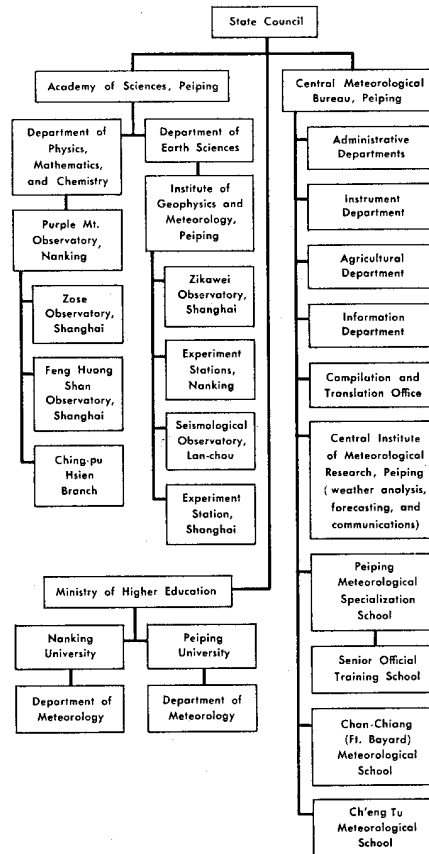 State Council
Academy of Sciences, Peiping
Department of
Physics,
Mathematics,
and Chemistry
Purple Mt.
Observatory,
Nanking
Zose
Observatory,
Shanghai
Feng Huong
Shan
Observatory,
Shanghai
Ching-pu
Hsien
Branch
Department of
Earth Sciences
Institute of
Geophysics and
Meteorology,
Peiping
Zikawei
Observatory,
Shanghai
Experiment
Stations,
Nanking
Seismological
Observatory,
Lan-chou
Experiment
Station,
Shanghai
Ministry of Higher Education
Nanking
University
Department of
Meteorology
Peiping
University
Department of
Meteorology
Central Meteorological
Bureau, Peiping
Administrative
Departments
Instrument
Department
Agricultural
Department
Information
Department
Compilation and
Translation Office
Central Institute
of Meteorological
Research, Peiping
(weather analysis,
forecasting, and
communications)
Peiping
Meteorological
Specialization
School
Senior Official
Training School
Chan-Chiang
(Ft. Bayard)
Meteorological
School
Ch'eng Tu
Meteorological
School